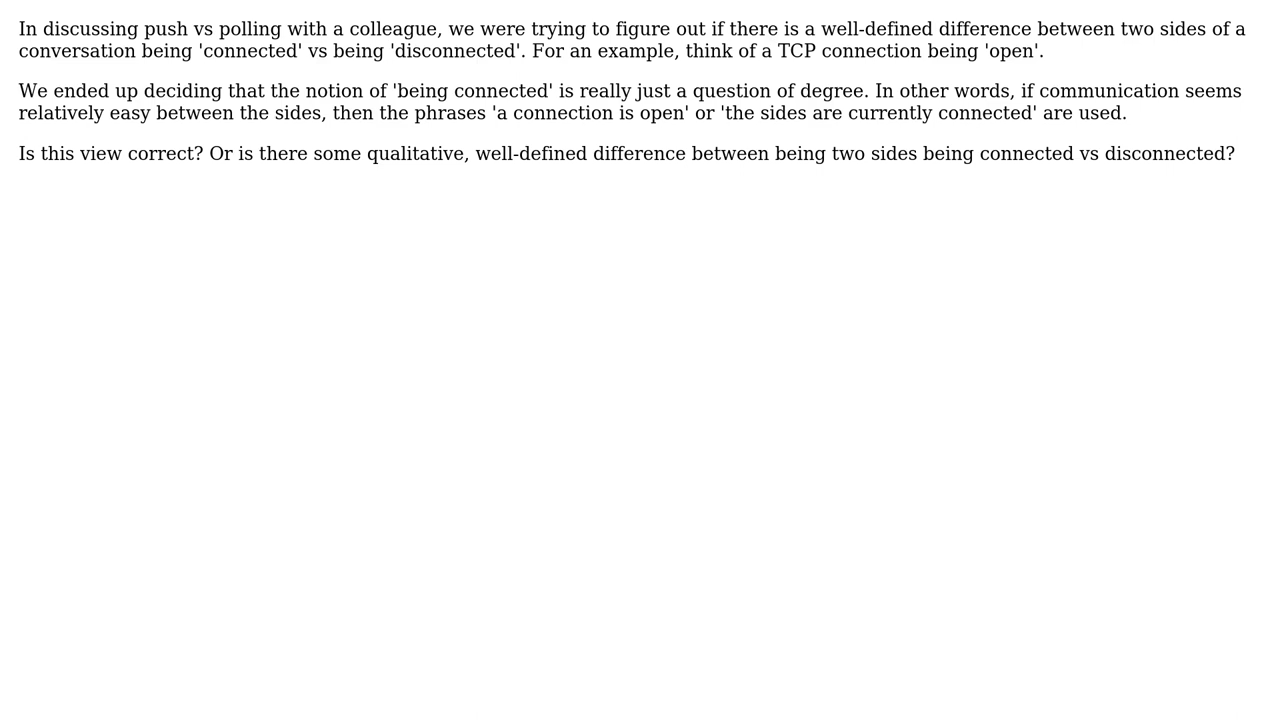 In discussing push vs polling with a colleague, we were trying to figure out if there is a well-defined difference between two sides of a
conversation being 'connected' vs being 'disconnected'. For an example, think of a TCP connection being 'open'.
We ended up deciding that the notion of 'being connected' is really just a question of degree. In other words, if communication seems
relatively easy between the sides, then the phrases 'a connection is open' or 'the sides are currently connected' are used.
Is this view correct? Or is there some qualitative, well-defined difference between being two sides being connected vs disconnected?